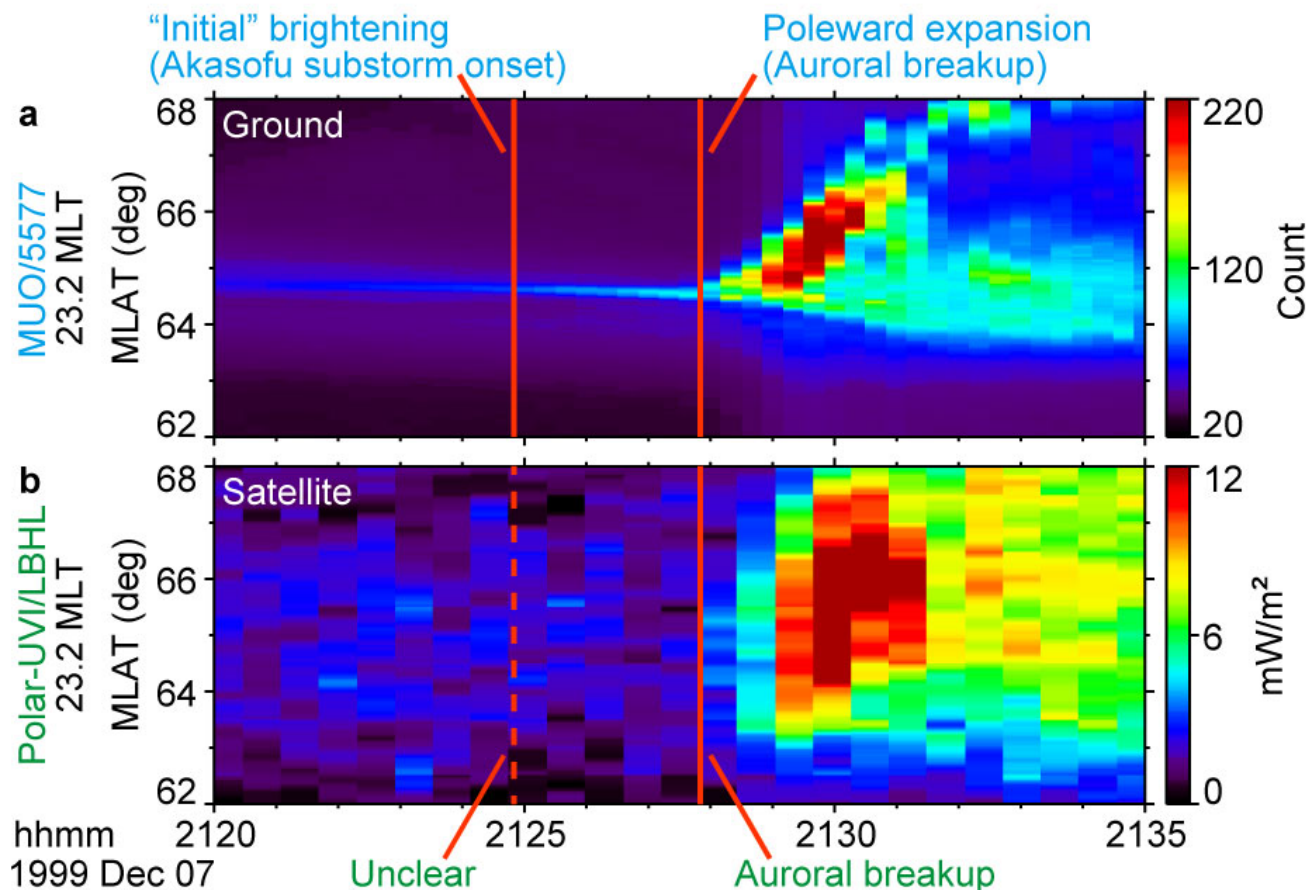 “Initial” brightening
(Akasofu substorm onset)
Poleward expansion
(Auroral breakup)
a
Ground
MUO/5577
23.2 MLT
MLAT (deg)
68
66
64
62
220
120
20
Count
b
Satellite
Polar-UVI/LBHL
23.2 MLT
MLAT (deg)
68
66
64
62
12
6
0
mW/m²
hhmm
2120
2125
2130
2135
1999 Dec 07
Unclear
Auroral breakup